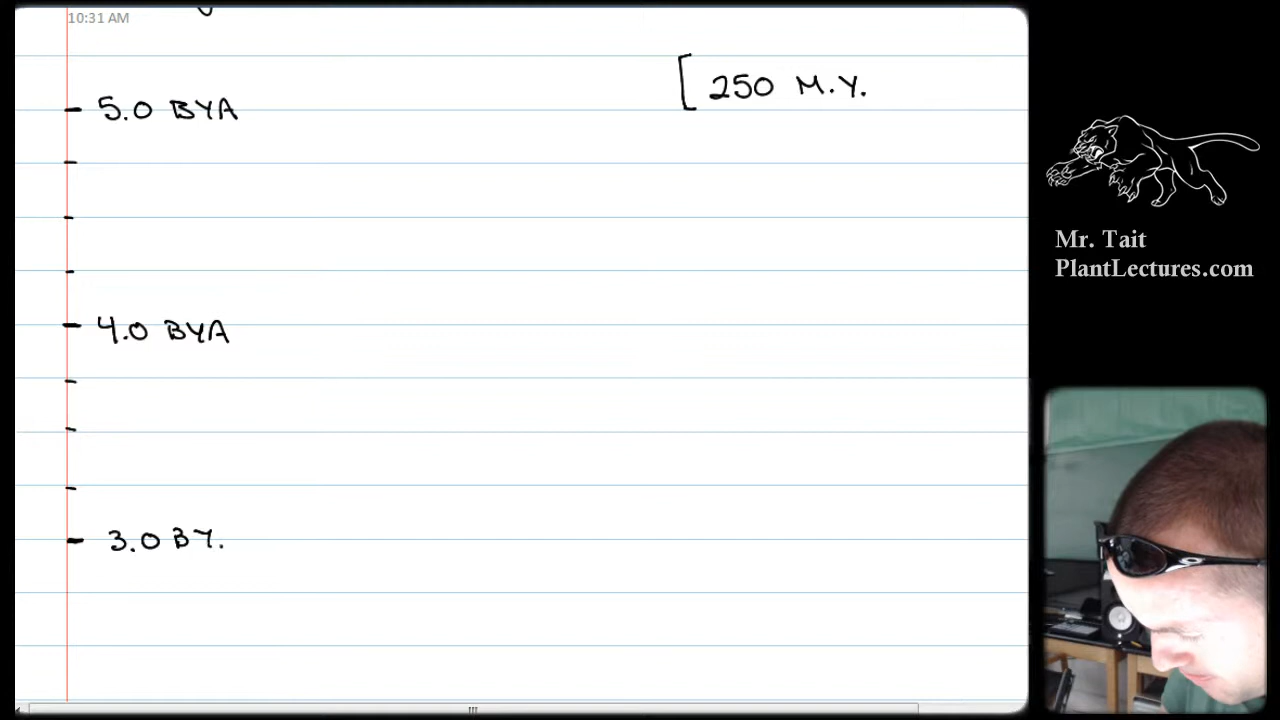 10:31 AM
5.0 BYA
[ 250 M.Y.
4.0 BYA
3.0 BY.
Mr. Tait
PlantLectures.com